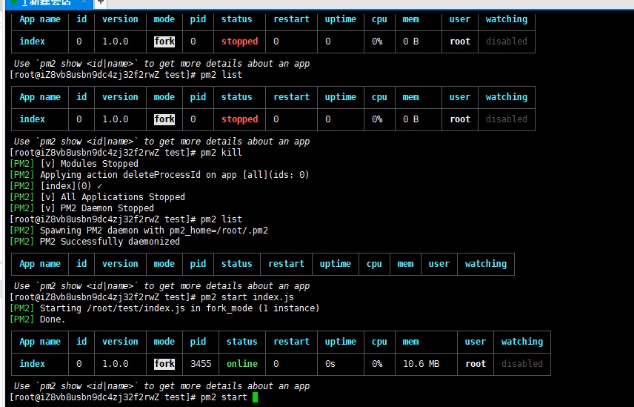 1 新建会话 × +
App name id version mode pid status restart uptime cpu mem user watching
index 0 1.0.0 fork 0 stopped 0 0 0% 0 B root disabled
Use `pm2 show <id|name>` to get more details about an app
[root@iZ8vb8usbn9dc4zj32f2rwZ test]# pm2 list
App name id version mode pid status restart uptime cpu mem user watching
index 0 1.0.0 fork 0 stopped 0 0 0% 0 B root disabled
Use `pm2 show <id|name>` to get more details about an app
[root@iZ8vb8usbn9dc4zj32f2rwZ test]# pm2 kill
[PM2] [v] Modules Stopped
[PM2] Applying action deleteProcessId on app [all](ids: 0)
[PM2] [index](0) ✓
[PM2] [v] All Applications Stopped
[PM2] [v] PM2 Daemon Stopped
[root@iZ8vb8usbn9dc4zj32f2rwZ test]# pm2 list
[PM2] Spawning PM2 daemon with pm2_home=/root/.pm2
[PM2] PM2 Successfully daemonized
App name id version mode pid status restart uptime cpu mem user watching
Use `pm2 show <id|name>` to get more details about an app
[root@iZ8vb8usbn9dc4zj32f2rwZ test]# pm2 start index.js
[PM2] Starting /root/test/index.js in fork_mode (1 instance)
[PM2] Done.
App name id version mode pid status restart uptime cpu mem user watching
index 0 1.0.0 fork 3455 online 0 0s 0% 10.6 MB root disabled
Use `pm2 show <id|name>` to get more details about an app
[root@iZ8vb8usbn9dc4zj32f2rwZ test]# pm2 start